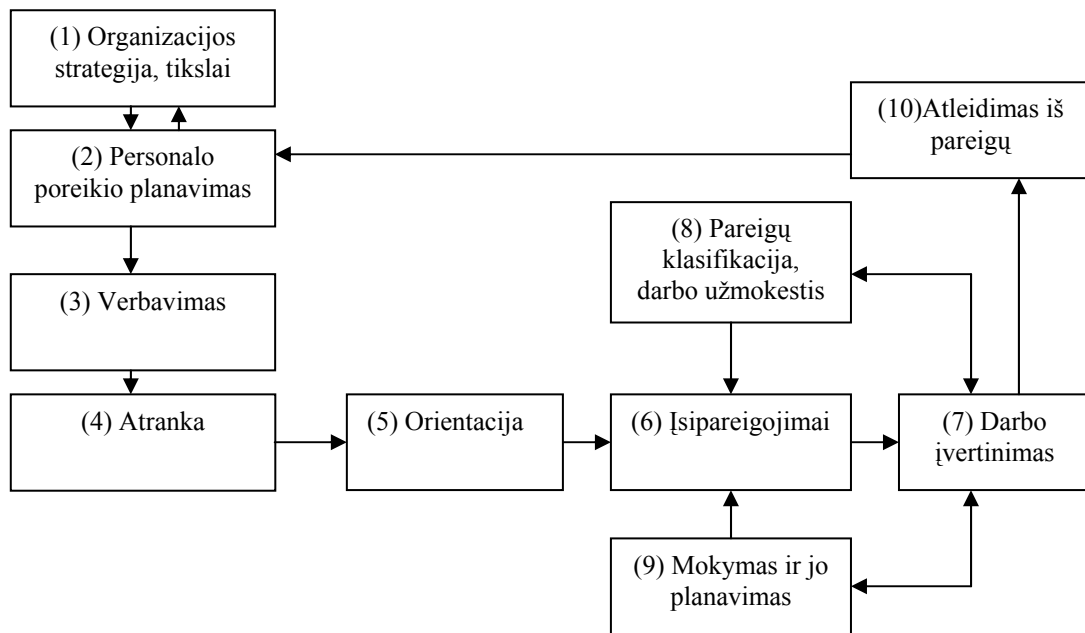 (1) Organizacijos
strategija, tikslai
(2) Personalo
poreikio planavimas
(3) Verbavimas
(4) Atranka
(5) Orientacija
(6) Įsipareigojimai
(7) Darbo
įvertinimas
(8) Pareigų
klasifikacija,
darbo užmokestis
(9) Mokymas ir jo
planavimas
(10)Atleidimas iš
pareigų